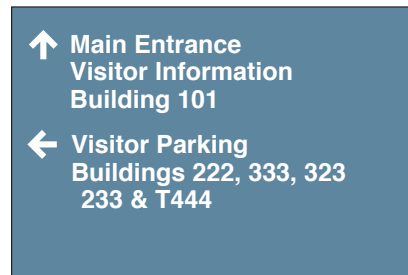 Main Entrance
Visitor Information
Building 101
Visitor Parking
Buildings 222, 333, 323
233 & T444